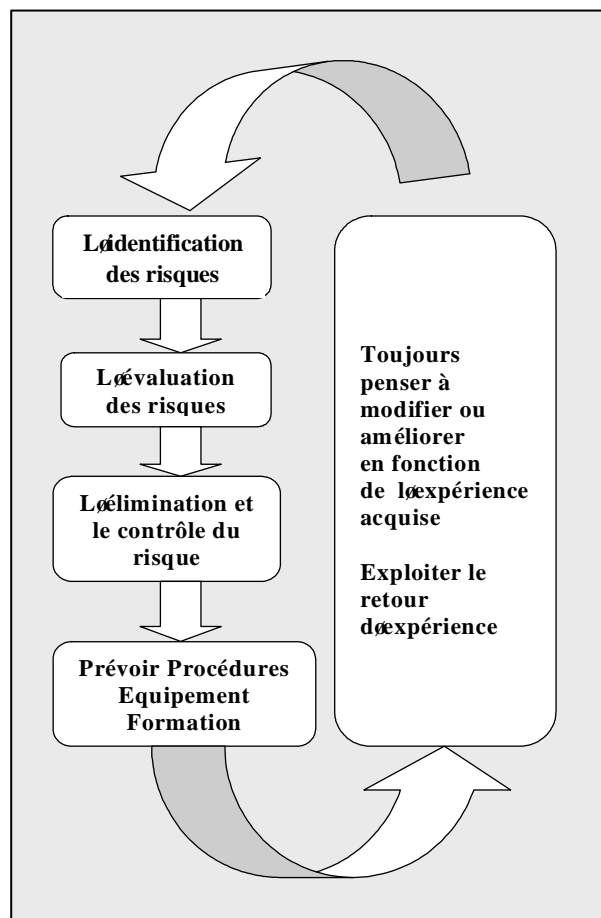 Løidentification
des risques
Løévaluation
des risques
Løélimination et
le contrôle du
risque
Prévoir Procédures
Equipement
Formation
Toujours
penser à
modifier ou
améliorer
en fonction
de løexpérience
acquise
Exploiter le
retour
døexpérience